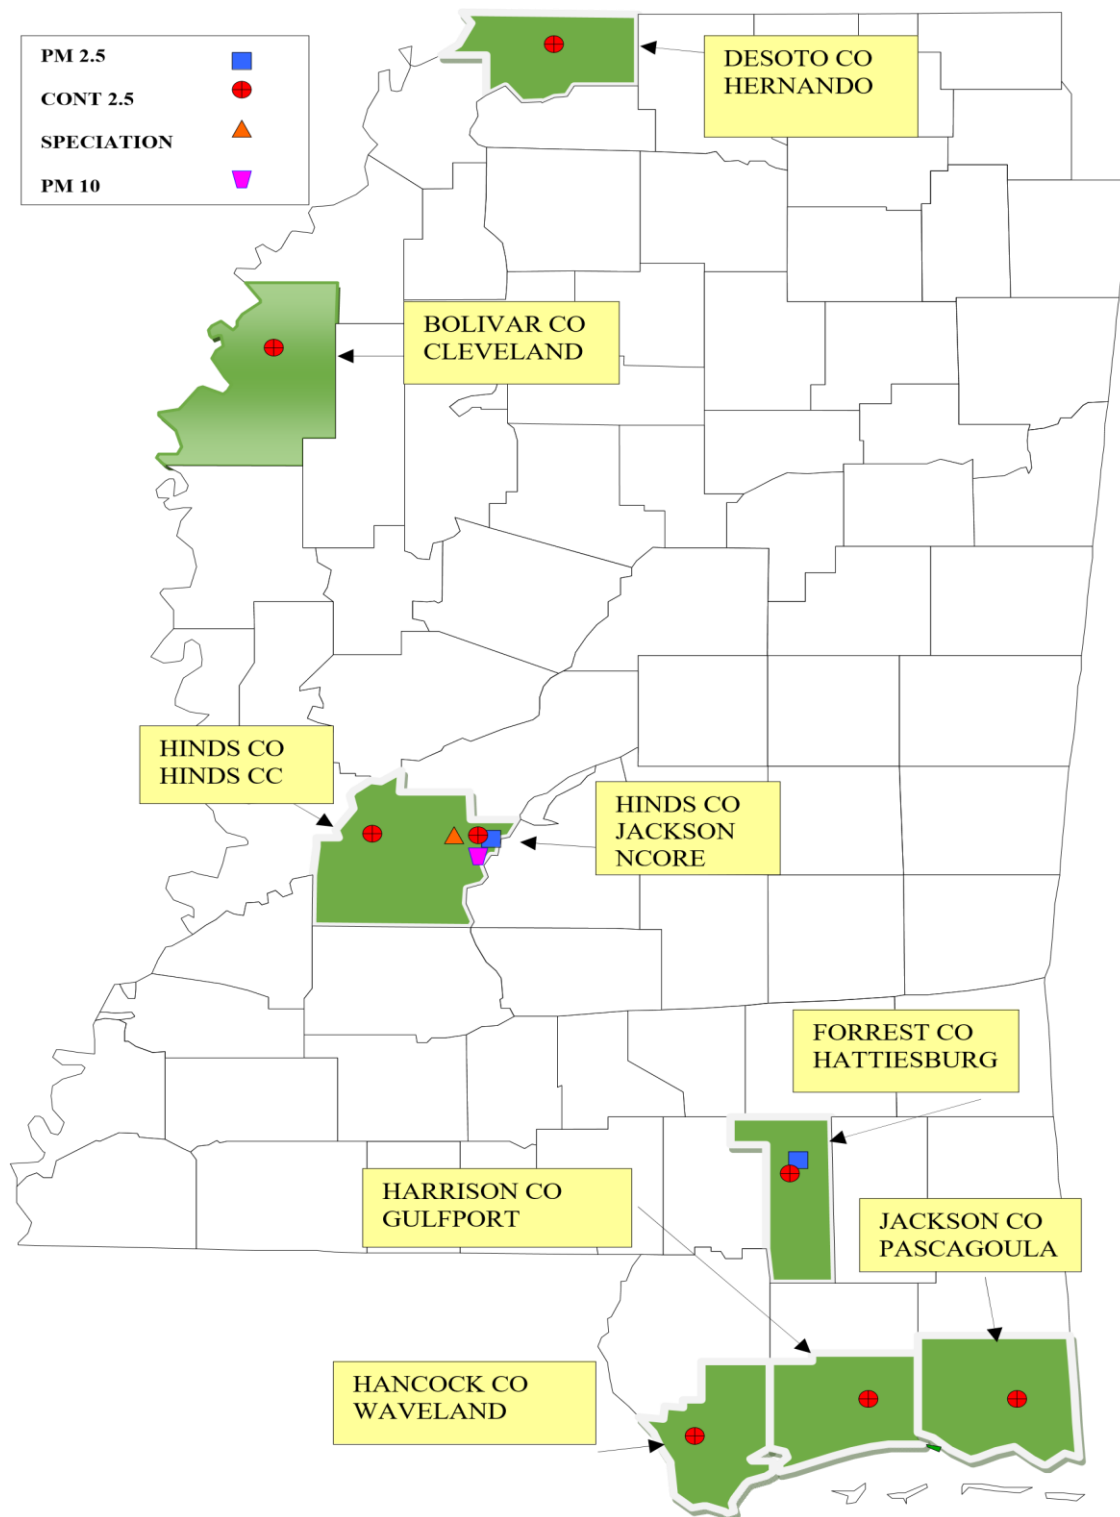 PM 2.5
CONT 2.5
SPECIATION
PM 10
DESOTO CO
HERNANDO
BOLIVAR CO
CLEVELAND
HINDS CO
HINDS CC
HINDS CO
JACKSON
NCORE
FORREST CO
HATTIESBURG
HARRISON CO
GULFPORT
JACKSON CO
PASCAGOULA
HANCOCK CO
WAVELAND